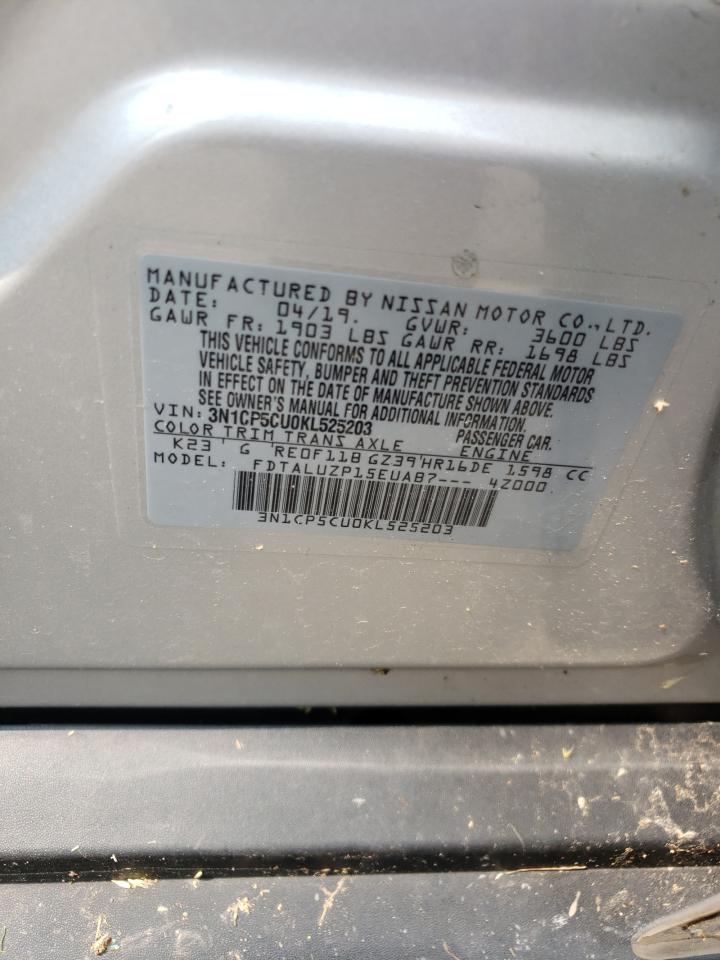 MANUFACTURED BY NISSAN MOTOR CO.,LTD.
DATE: 04/19. GVWR: 3600 LBS
GAWR FR: 1903 LBS GAWR RR: 1698 LBS
THIS VEHICLE CONFORMS TO ALL APPLICABLE FEDERAL MOTOR
VEHICLE SAFETY, BUMPER AND THEFT PREVENTION STANDARDS
IN EFFECT ON THE DATE OF MANUFACTURE SHOWN ABOVE.
SEE OWNER'S MANUAL FOR ADDITIONAL INFORMATION.
VIN: 3N1CP5CU0KL525203 PASSENGER CAR.
COLOR TRIM TRANS AXLE ENGINE
K23 ' G 'RE0F11B GZ39'HR16DE 1.598 CC
MODEL: FDTALUZP15EUAB7--- 4Z000
3N1CP5CU0KL525203